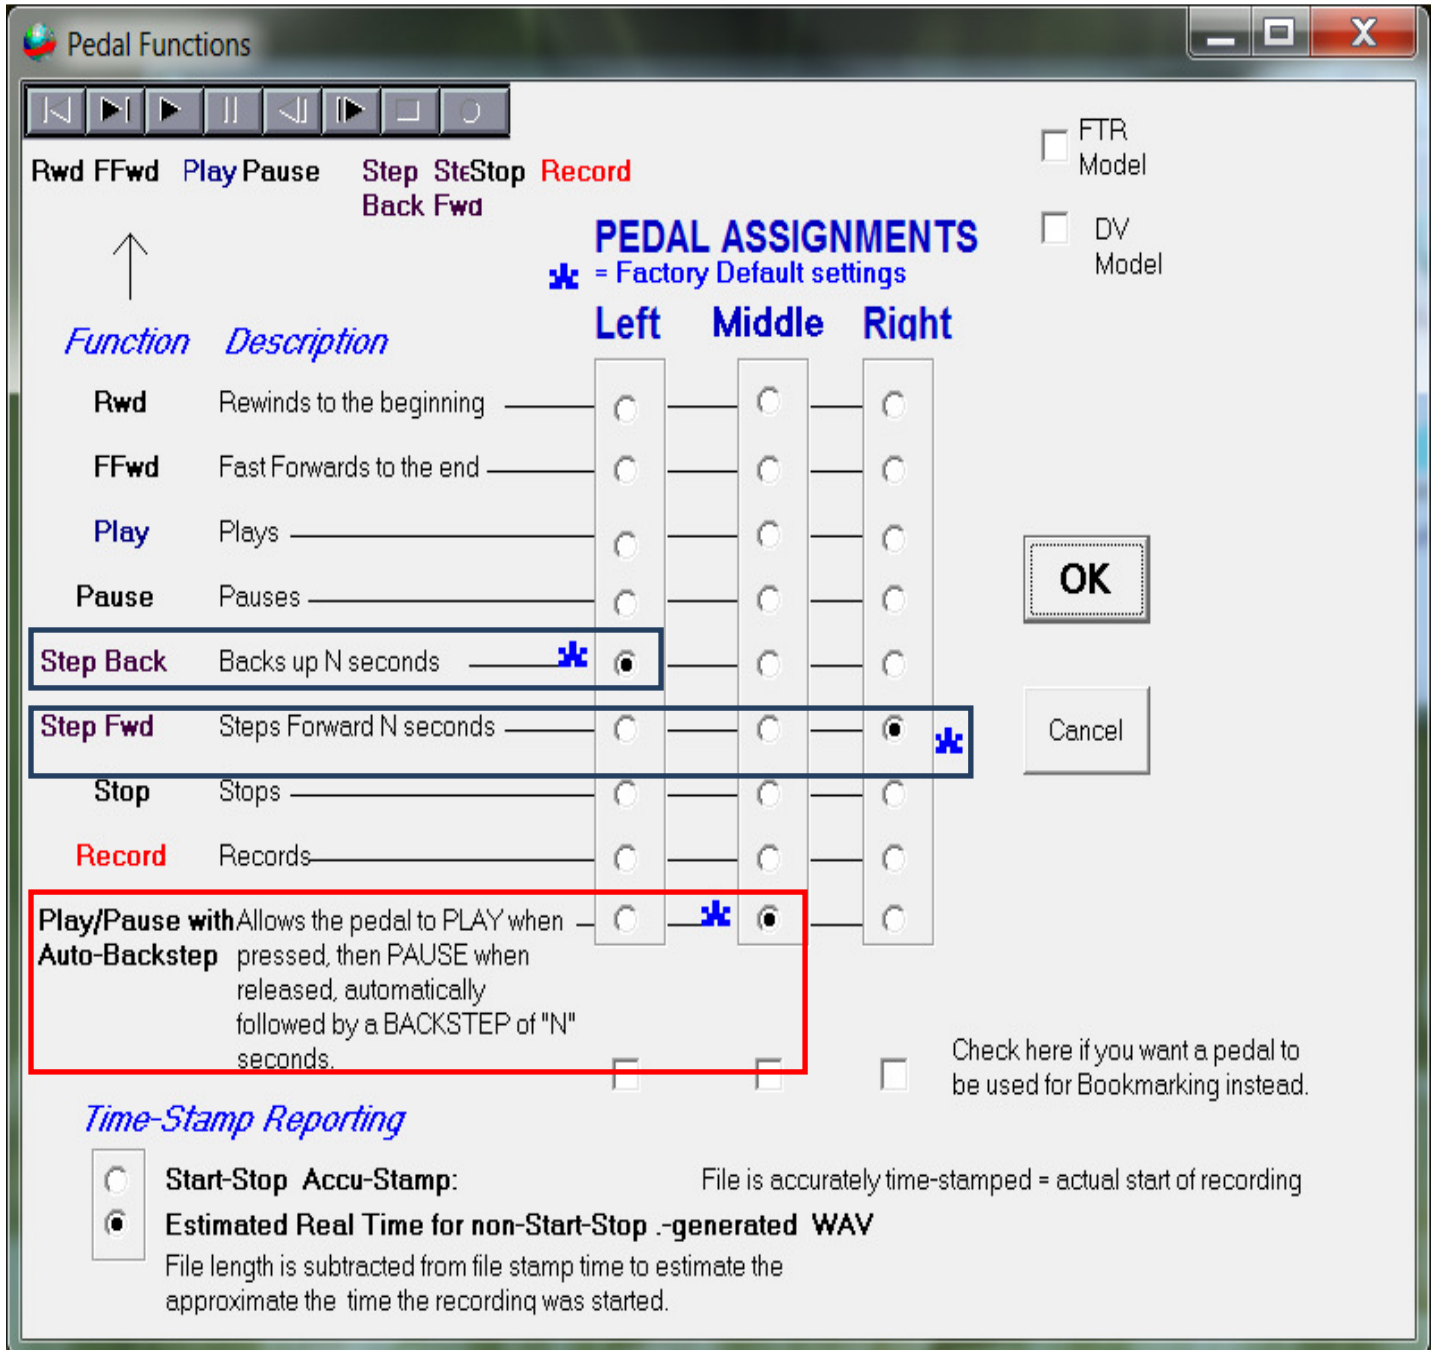 Pedal Functions
Rwd FFwd Play Pause Step Ste Stop Record
Back Fwd
FTR
Model
DV
Model
PEDAL ASSIGNMENTS
= Factory Default settings
Function Description Left Middle Right
Rwd Rewinds to the beginning
FFwd Fast Forwards to the end
Play Plays
Pause Pauses
Step Back Backs up N seconds
Step Fwd Steps Forward N seconds
Stop Stops
Record Records
Play/Pause with Allows the pedal to PLAY when
Auto-Backstep pressed, then PAUSE when
released, automatically
followed by a BACKSTEP of "N"
seconds.
OK
Cancel
Check here if you want a pedal to
be used for Bookmarking instead.
Time-Stamp Reporting
Start-Stop Accu-Stamp: File is accurately time-stamped = actual start of recording
Estimated Real Time for non-Start-Stop .-generated WAV
File length is subtracted from file stamp time to estimate the
approximate the time the recording was started.